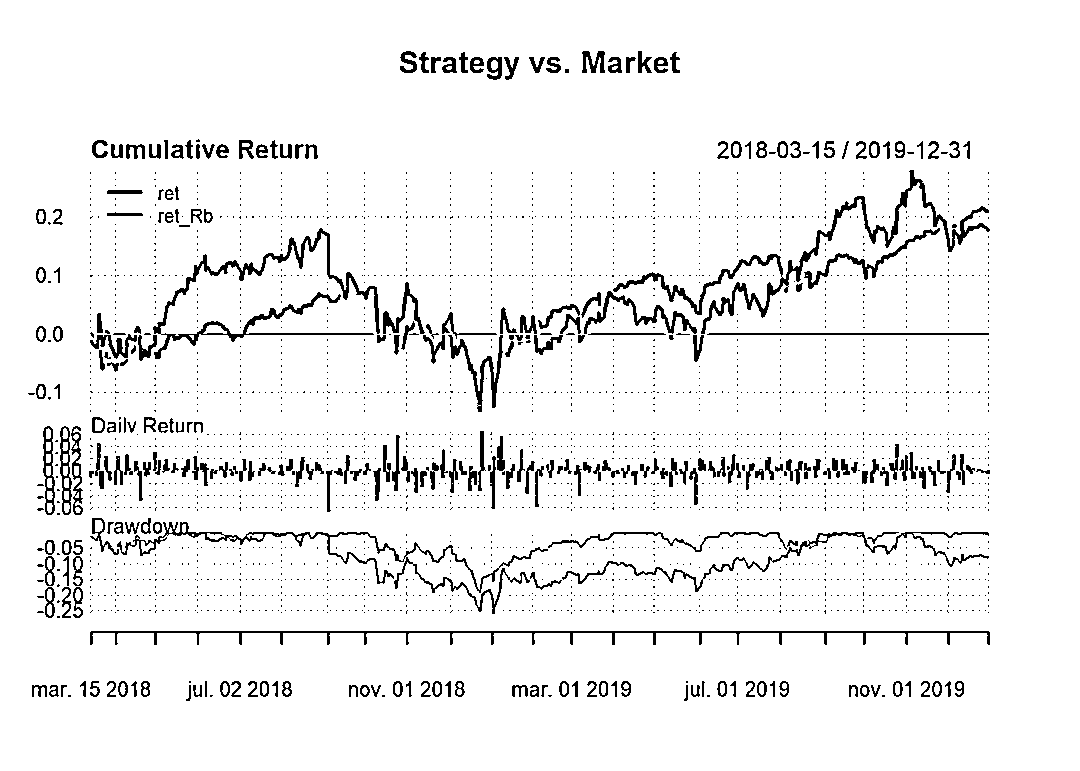 Strategy vs. Market
Cumulative Return
2018-03-15 / 2019-12-31
ret
ret_Rb
0.2
0.1
0.0
-0.1
Daily Return
0.06
0.04
0.02
0.00
-0.02
-0.04
-0.06
Drawdown
-0.05
-0.10
-0.15
-0.20
-0.25
mar. 15 2018 jul. 02 2018 nov. 01 2018 mar. 01 2019 jul. 01 2019 nov. 01 2019